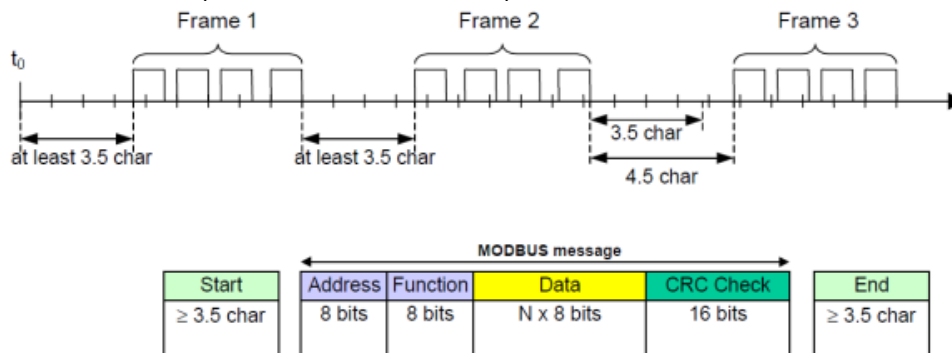 Frame 1 Frame 2 Frame 3
t0
3.5 char
at least 3.5 char at least 3.5 char
4.5 char
MODBUS message
Start Address Function Data CRC Check End
≥ 3.5 char 8 bits 8 bits N x 8 bits 16 bits ≥ 3.5 char